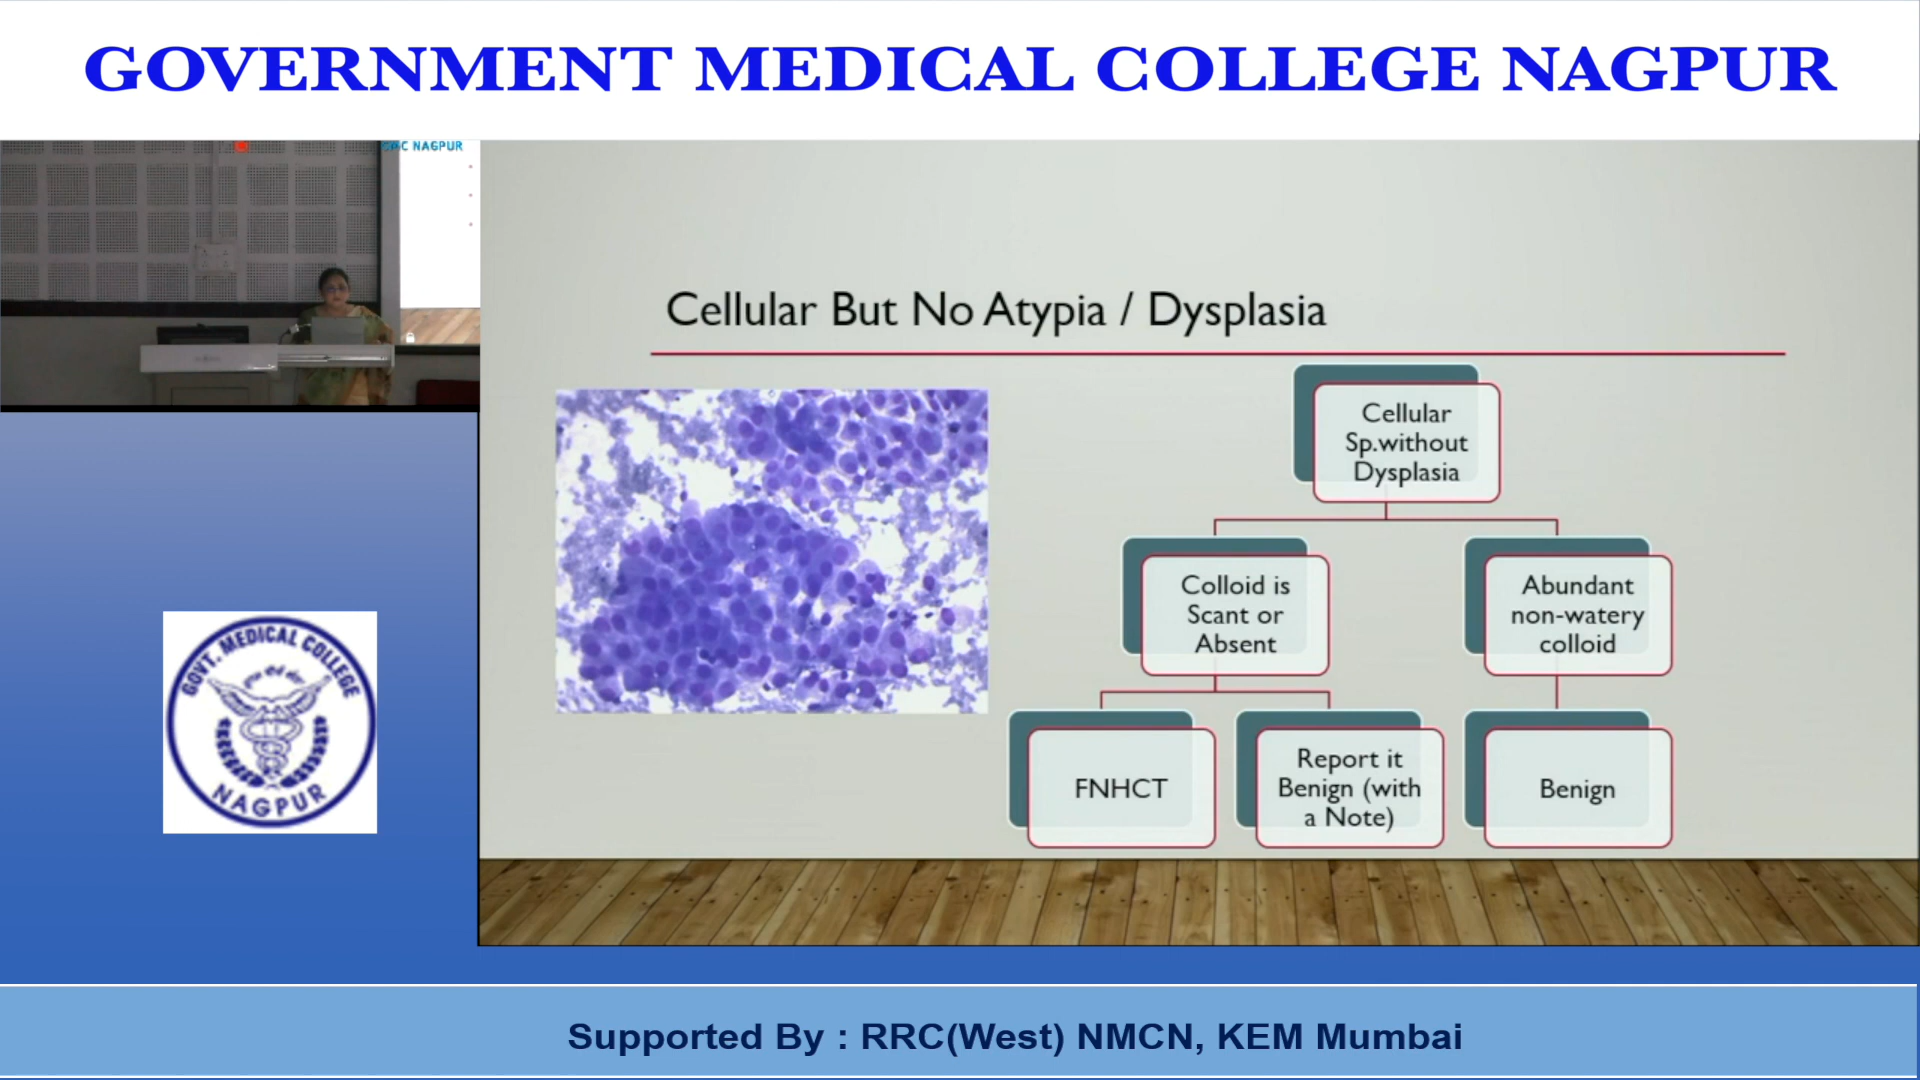 GOVERNMENT MEDICAL COLLEGE NAGPUR
GMC NAGPUR
Cellular But No Atypia / Dysplasia
Cellular
Sp.without
Dysplasia
Colloid is
Scant or
Absent
Abundant
non-watery
colloid
FNHCT
Report it
Benign (with
a Note)
Benign
GOVT. MEDICAL COLLEGE
NAGPUR
Supported By : RRC(West) NMCN, KEM Mumbai